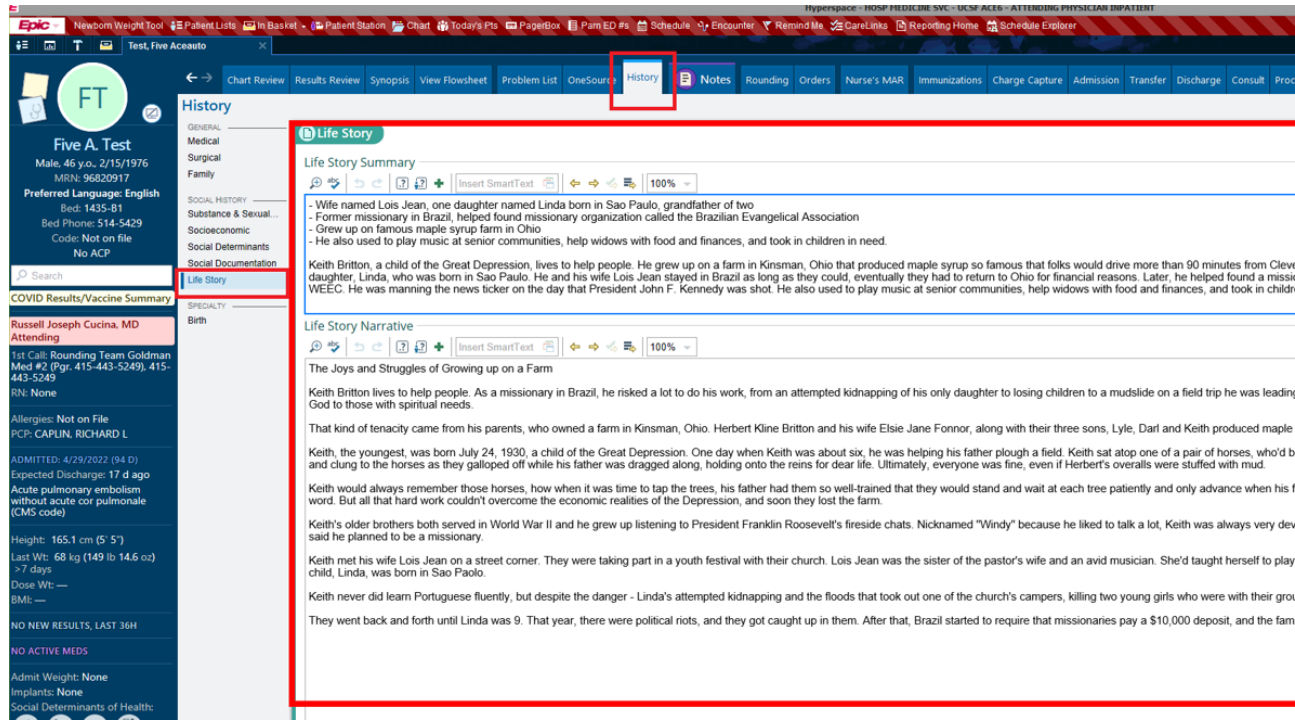 Hyperspace - HOSP MEDICINE SVC - UCSF ACE6 - ATTENDING PHYSICIAN INPATIENT
Epic Newborn Weight Tool Patient Lists In Basket Patient Station Chart Today's Pts PagerBox Parn ED #s Schedule Encounter Remind Me CareLinks Reporting Home Schedule Explorer
Test, Five Aceauto
Chart Review Results Review Synopsis View Flowsheet Problem List OneSource History Notes Rounding Orders Nurse's MAR Immunizations Charge Capture Admission Transfer Discharge Consult Proc
FT
Five A. Test
Male, 46 y.o., 2/15/1976
MRN: 96820917
Preferred Language: English
Bed: 1435-B1
Bed Phone: 514-5429
Code: Not on file
No ACP
Search
COVID Results/Vaccine Summary
Russell Joseph Cucina, MD
Attending
1st Call: Rounding Team Goldman
Med #2 (Pgr. 415-443-5249), 415-
443-5249
RN: None
Allergies: Not on File
PCP: CAPLIN, RICHARD L
ADMITTED: 4/29/2022 (94 D)
Expected Discharge: 17 d ago
Acute pulmonary embolism
without acute cor pulmonale
(CMS code)
Height: 165.1 cm (5' 5")
Last Wt: 68 kg (149 lb 14.6 oz)
>7 days
Dose Wt: —
BMI: —
NO NEW RESULTS, LAST 36H
NO ACTIVE MEDS
Admit Weight: None
Implants: None
Social Determinants of Health:
History
GENERAL
Medical
Surgical
Family
SOCIAL HISTORY
Substance & Sexual...
Socioeconomic
Social Determinants
Social Documentation
Life Story
SPECIALTY
Birth
Life Story
Life Story Summary
Insert SmartText 100%
- Wife named Lois Jean, one daughter named Linda born in Sao Paulo, grandfather of two
- Former missionary in Brazil, helped found missionary organization called the Brazilian Evangelical Association
- Grew up on famous maple syrup farm in Ohio
- He also used to play music at senior communities, help widows with food and finances, and took in children in need.
Keith Britton, a child of the Great Depression, lives to help people. He grew up on a farm in Kinsman, Ohio that produced maple syrup so famous that folks would drive more than 90 minutes from Cleve
daughter, Linda, who was born in Sao Paulo. He and his wife Lois Jean stayed in Brazil as long as they could, eventually they had to return to Ohio for financial reasons. Later, he helped found a missio
WEEC. He was manning the news ticker on the day that President John F. Kennedy was shot. He also used to play music at senior communities, help widows with food and finances, and took in childre
Life Story Narrative
Insert SmartText 100%
The Joys and Struggles of Growing up on a Farm
Keith Britton lives to help people. As a missionary in Brazil, he risked a lot to do his work, from an attempted kidnapping of his only daughter to losing children to a mudslide on a field trip he was leading
God to those with spiritual needs.
That kind of tenacity came from his parents, who owned a farm in Kinsman, Ohio. Herbert Kline Britton and his wife Elsie Jane Fonnor, along with their three sons, Lyle, Darl and Keith produced maple
Keith, the youngest, was born July 24, 1930, a child of the Great Depression. One day when Keith was about six, he was helping his father plough a field. Keith sat atop one of a pair of horses, who'd b
and clung to the horses as they galloped off while his father was dragged along, holding onto the reins for dear life. Ultimately, everyone was fine, even if Herbert's overalls were stuffed with mud.
Keith would always remember those horses, how when it was time to tap the trees, his father had them so well-trained that they would stand and wait at each tree patiently and only advance when his f
word. But all that hard work couldn't overcome the economic realities of the Depression, and soon they lost the farm.
Keith's older brothers both served in World War II and he grew up listening to President Franklin Roosevelt's fireside chats. Nicknamed "Windy" because he liked to talk a lot, Keith was always very dev
said he planned to be a missionary.
Keith met his wife Lois Jean on a street corner. They were taking part in a youth festival with their church. Lois Jean was the sister of the pastor's wife and an avid musician. She'd taught herself to play
child, Linda, was born in Sao Paolo.
Keith never did learn Portuguese fluently, but despite the danger - Linda's attempted kidnapping and the floods that took out one of the church's campers, killing two young girls who were with their grou
They went back and forth until Linda was 9. That year, there were political riots, and they got caught up in them. After that, Brazil started to require that missionaries pay a $10,000 deposit, and the fam